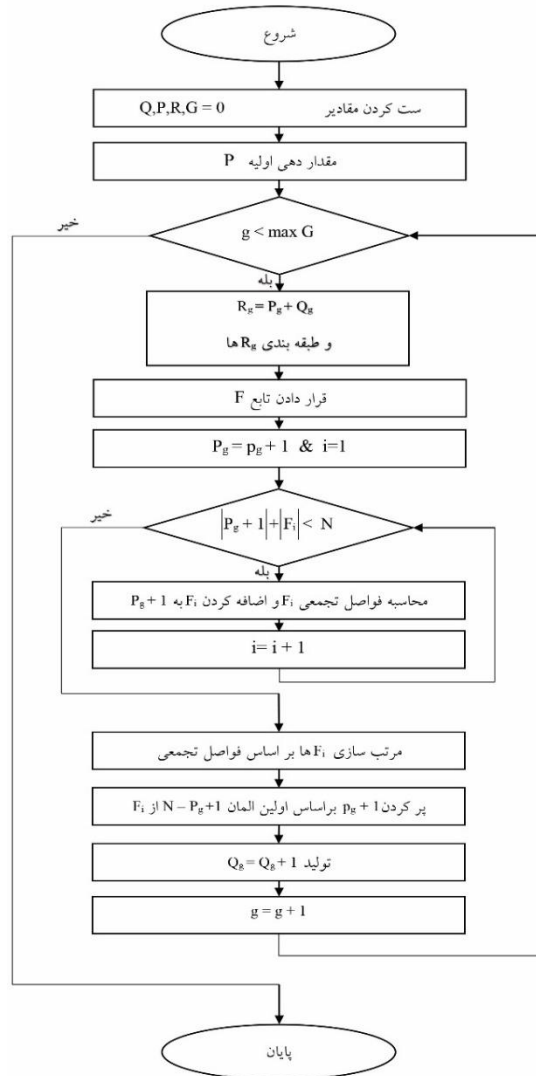 شروع
ست کردن مقادیر Q,P,R,G = 0
مقدار دهی اولیه P
g < max G
خیر
بله
R_g = P_g + Q_g
و طبقه بندی R_g ها
قرار دادن تابع F
P_g = p_g + 1 & i=1
|P_g + 1|+|F_i| < N
خیر
بله
محاسبه فواصل تجمعی F_i و اضافه کردن F_i به P_g + 1
i= i + 1
مرتب سازی F_i ها بر اساس فواصل تجمعی
پر کردن p_g + 1 براساس اولین المان N – P_g +1 از F_i
تولید Q_g = Q_g + 1
g = g + 1
پایان